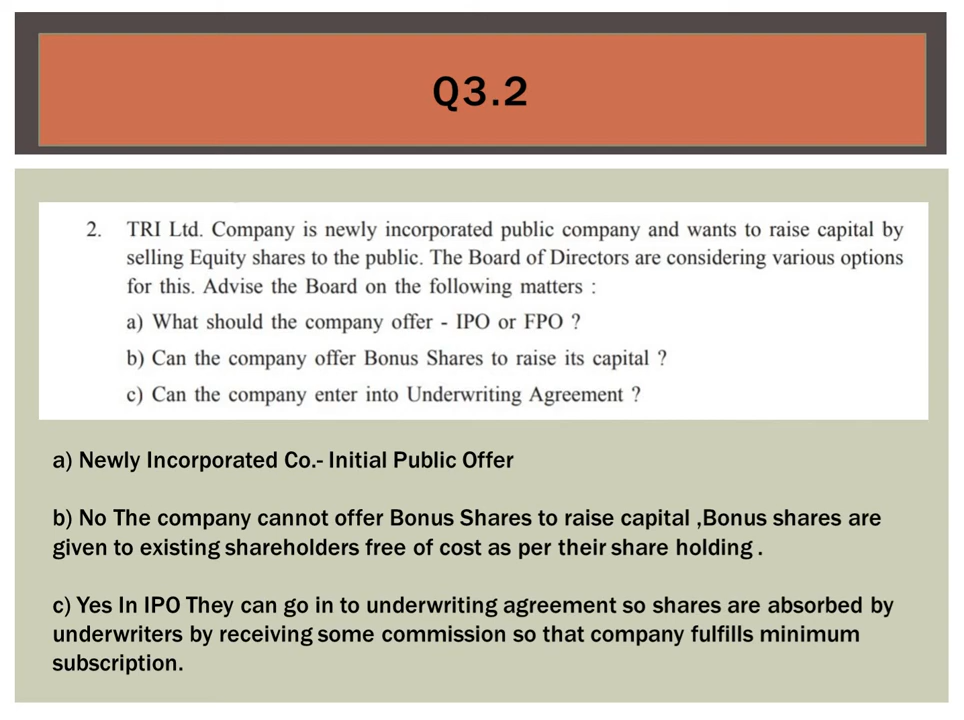 Q3.2
2. TRI Ltd. Company is newly incorporated public company and wants to raise capital by
selling Equity shares to the public. The Board of Directors are considering various options
for this. Advise the Board on the following matters :
a) What should the company offer - IPO or FPO ?
b) Can the company offer Bonus Shares to raise its capital ?
c) Can the company enter into Underwriting Agreement ?
a) Newly Incorporated Co.- Initial Public Offer
b) No The company cannot offer Bonus Shares to raise capital ,Bonus shares are
given to existing shareholders free of cost as per their share holding .
c) Yes In IPO They can go in to underwriting agreement so shares are absorbed by
underwriters by receiving some commission so that company fulfills minimum
subscription.